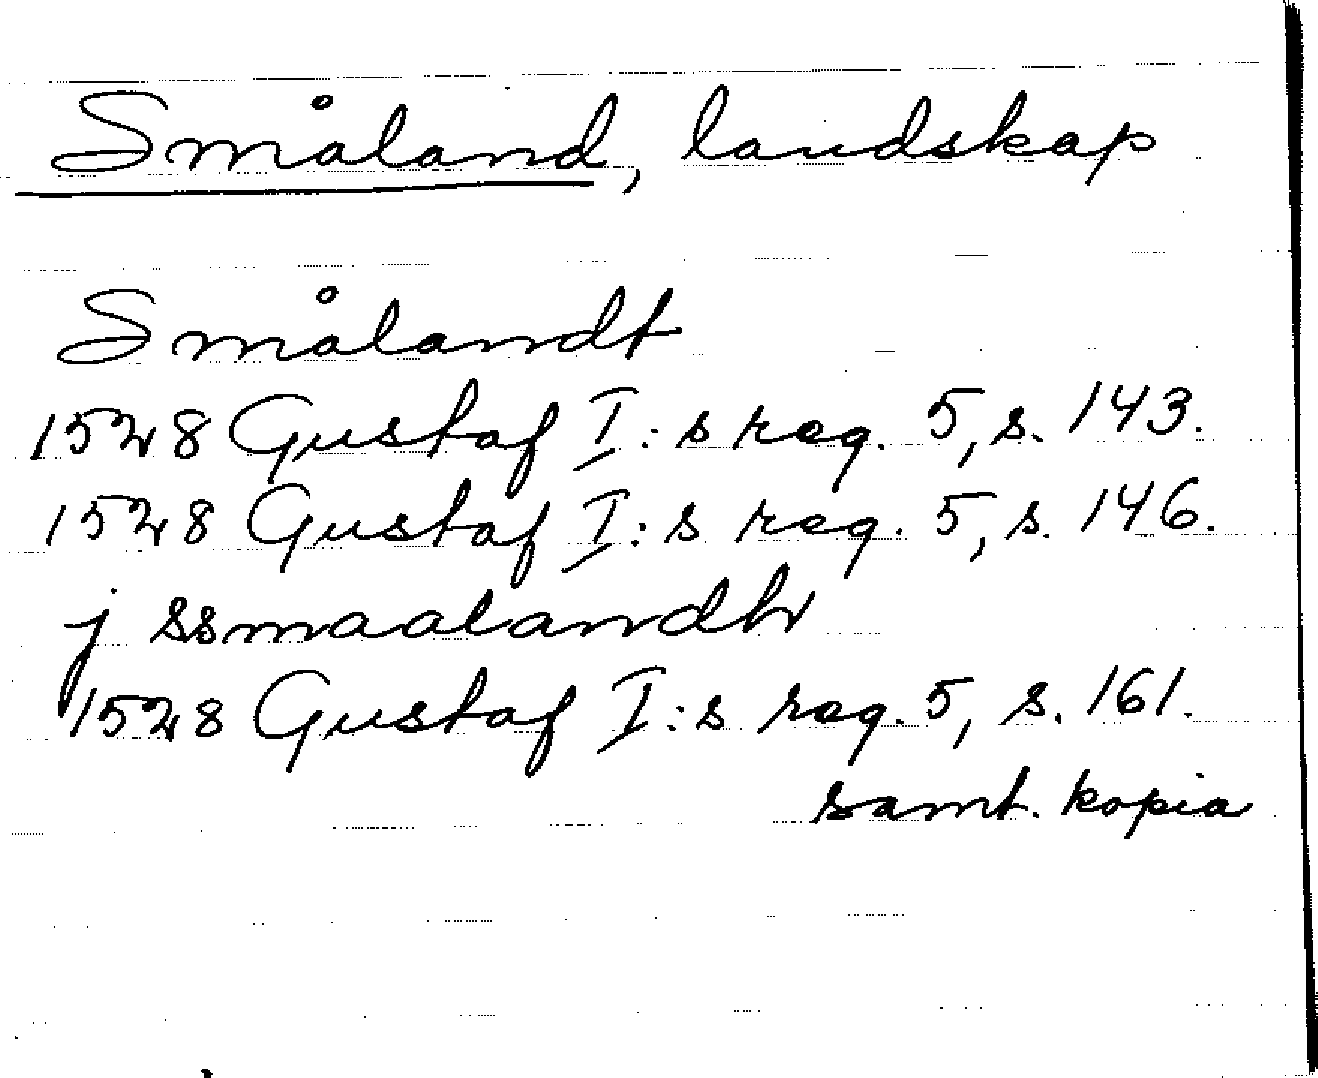 Småland, landskap
Smålandt
1528 Gustaf I:s reg. 5, s. 143.
1528 Gustaf I:s reg. 5, s. 146.
j ssmaalandh
1528 Gustaf I:s reg. 5, s. 161.
samt. kopia